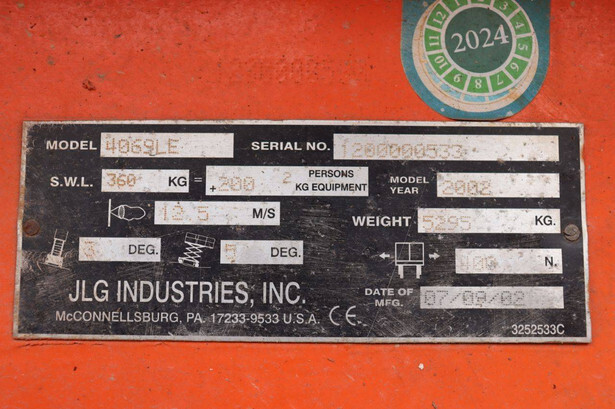 2024
MODEL 4069LE SERIAL NO. 1200000533
S.W.L. 360 KG = 2 PERSONS
+ 200 KG EQUIPMENT
MODEL YEAR 2002
12.5 M/S
WEIGHT 5295 KG.
DEG. DEG.
N.
DATE OF MFG. 07/09/02
JLG INDUSTRIES, INC.
McCONNELLSBURG, PA. 17233-9533 U.S.A. CE
3252533C